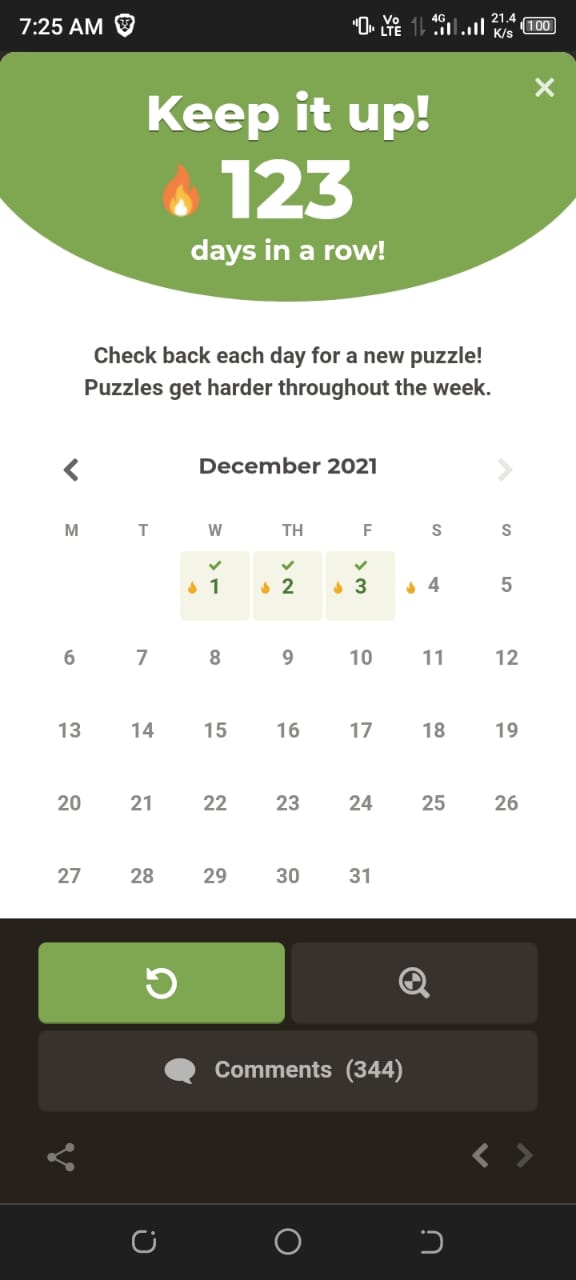 7:25 AM
Vo LTE 4G 21.4 K/s 100
Keep it up!
123
days in a row!
Check back each day for a new puzzle!
Puzzles get harder throughout the week.
December 2021
M T W TH F S S
1 2 3 4 5
6 7 8 9 10 11 12
13 14 15 16 17 18 19
20 21 22 23 24 25 26
27 28 29 30 31
Comments (344)